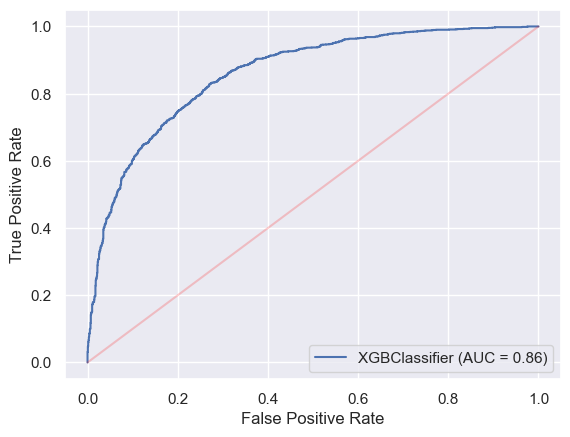 1.0
0.8
0.6
0.4
0.2
0.0
True Positive Rate
XGBClassifier (AUC = 0.86)
0.0 0.2 0.4 0.6 0.8 1.0
False Positive Rate